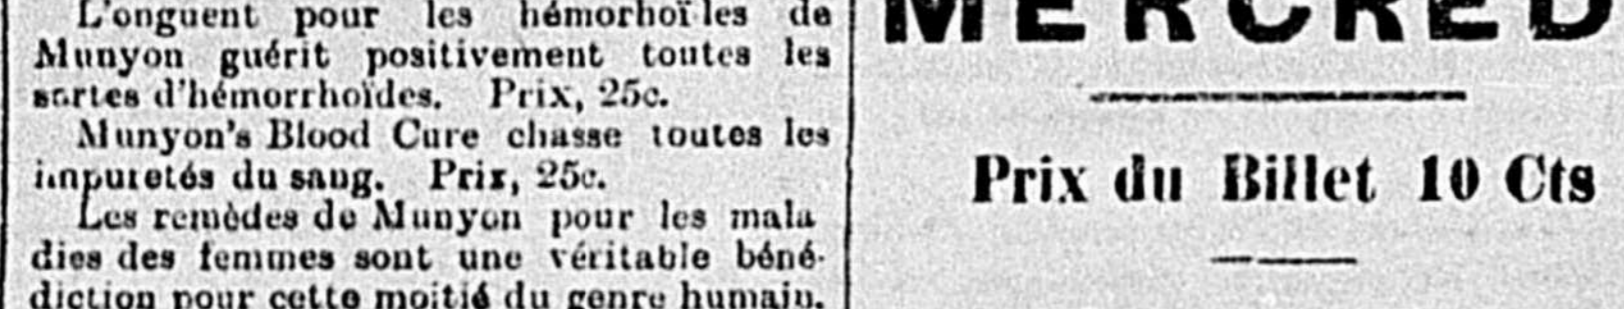 L'onguent pour les hémorhoïles de
Munyon guérit positivement toutes les
sortes d'hémorrhoïdes. Prix, 25c.
Munyon's Blood Cure chasse toutes les
impuretés du sang. Prix, 25c.
Les remèdes de Munyon pour les mala
dies des femmes sont une véritable béné-
diction pour cette moitié du genre humain.
MERCRED
Prix du Billet 10 Cts